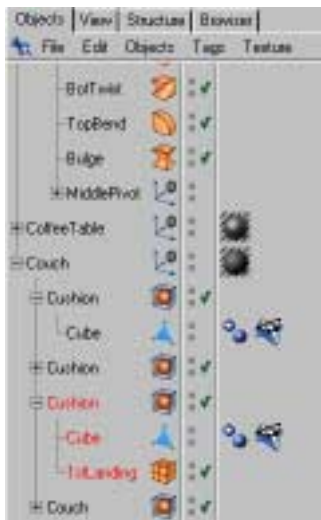 Objects View Structure Browser
File Edit Objects Tags Texture
BotTwist
TopBend
Bulge
MiddlePivot
CoffeeTable
Couch
Cushion
Cube
Cushion
Cushion
Cube
Couch